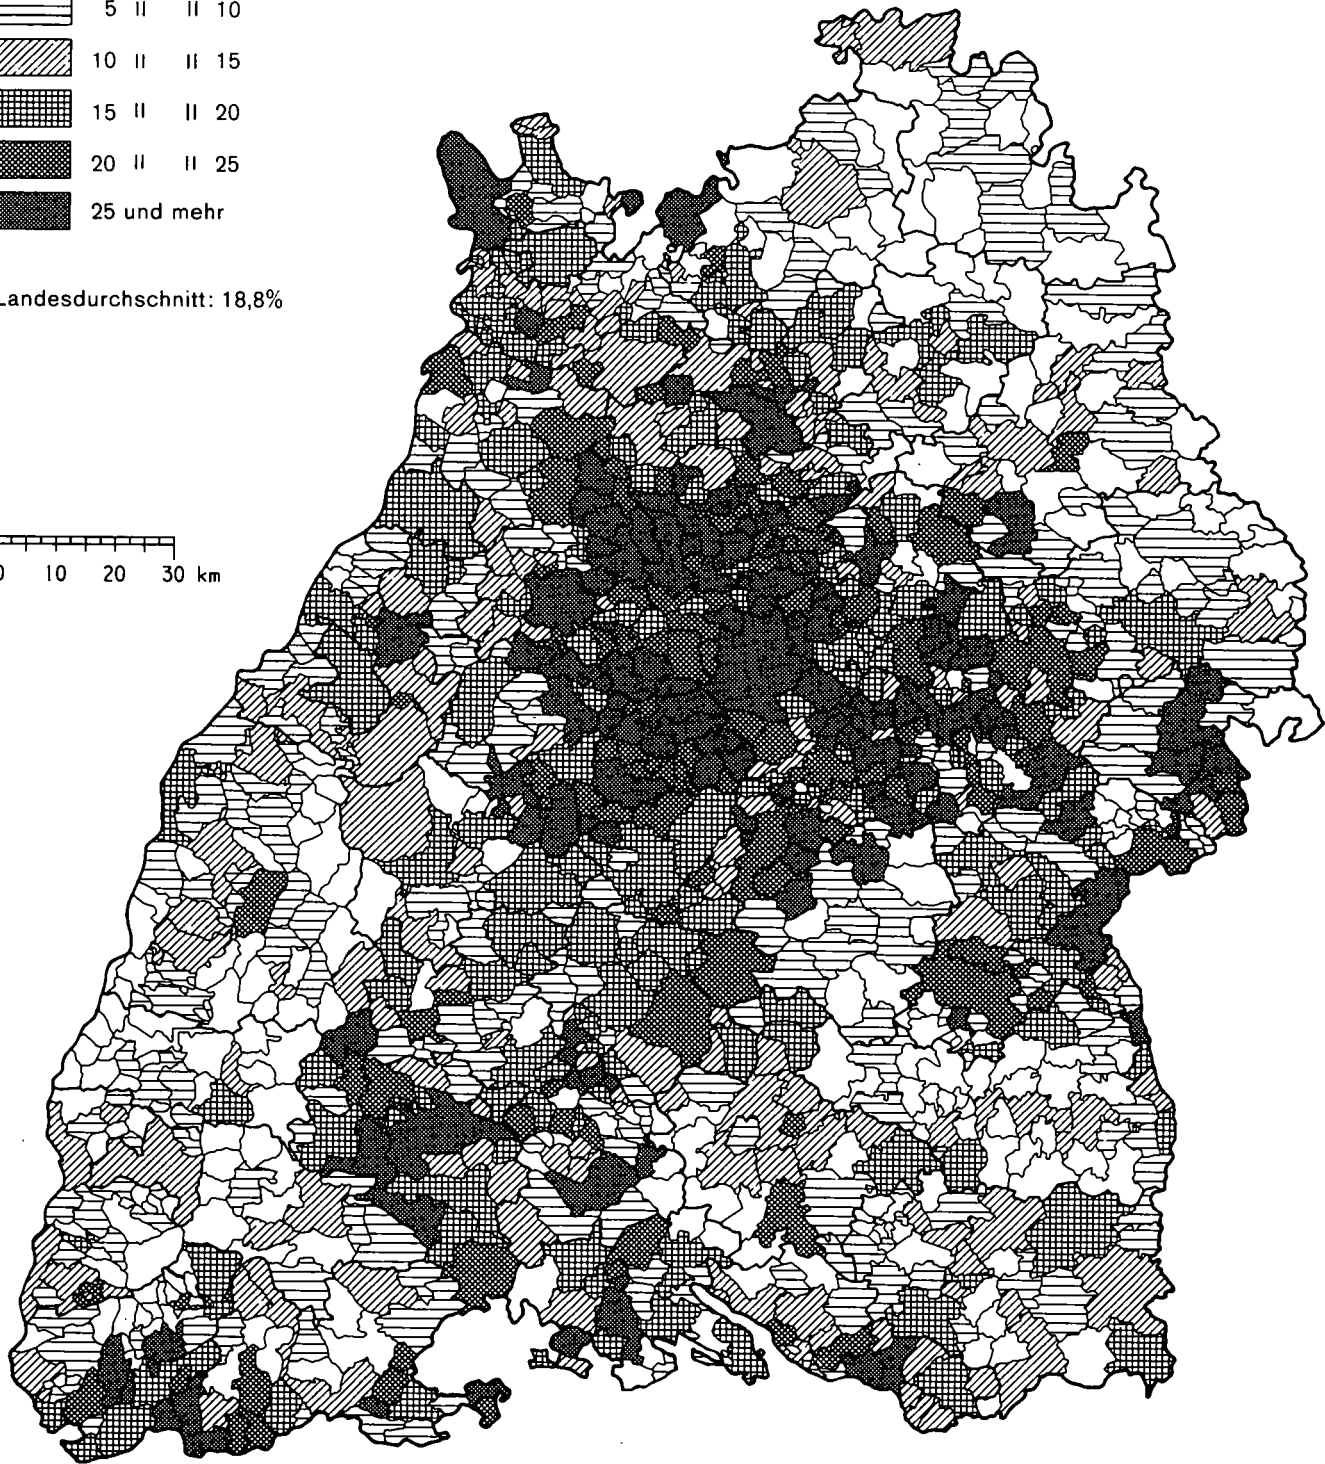 5 " " 10
10 " " 15
15 " " 20
20 " " 25
25 und mehr
Landesdurchschnitt: 18,8%
0 10 20 30 km